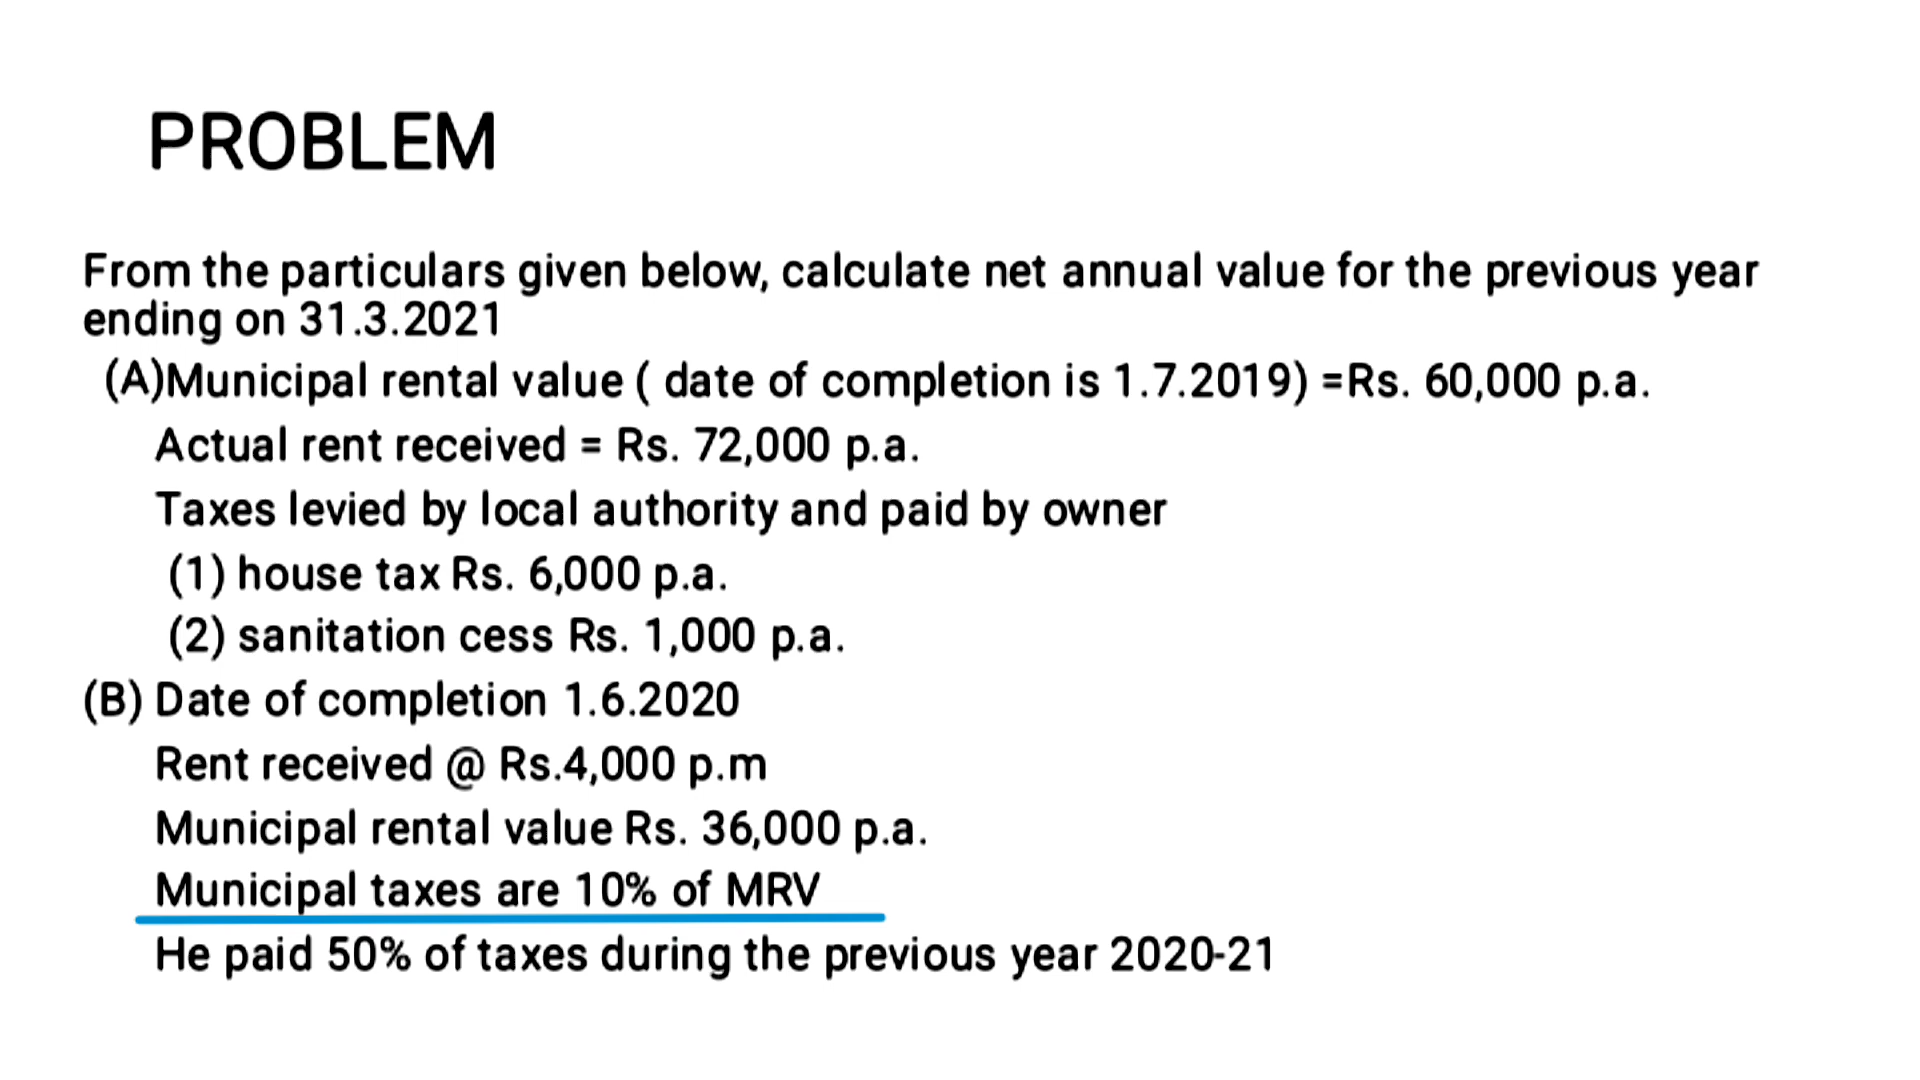 PROBLEM
From the particulars given below, calculate net annual value for the previous year
ending on 31.3.2021
(A)Municipal rental value ( date of completion is 1.7.2019) =Rs. 60,000 p.a.
Actual rent received = Rs. 72,000 p.a.
Taxes levied by local authority and paid by owner
(1) house tax Rs. 6,000 p.a.
(2) sanitation cess Rs. 1,000 p.a.
(B) Date of completion 1.6.2020
Rent received @ Rs.4,000 p.m
Municipal rental value Rs. 36,000 p.a.
Municipal taxes are 10% of MRV
He paid 50% of taxes during the previous year 2020-21